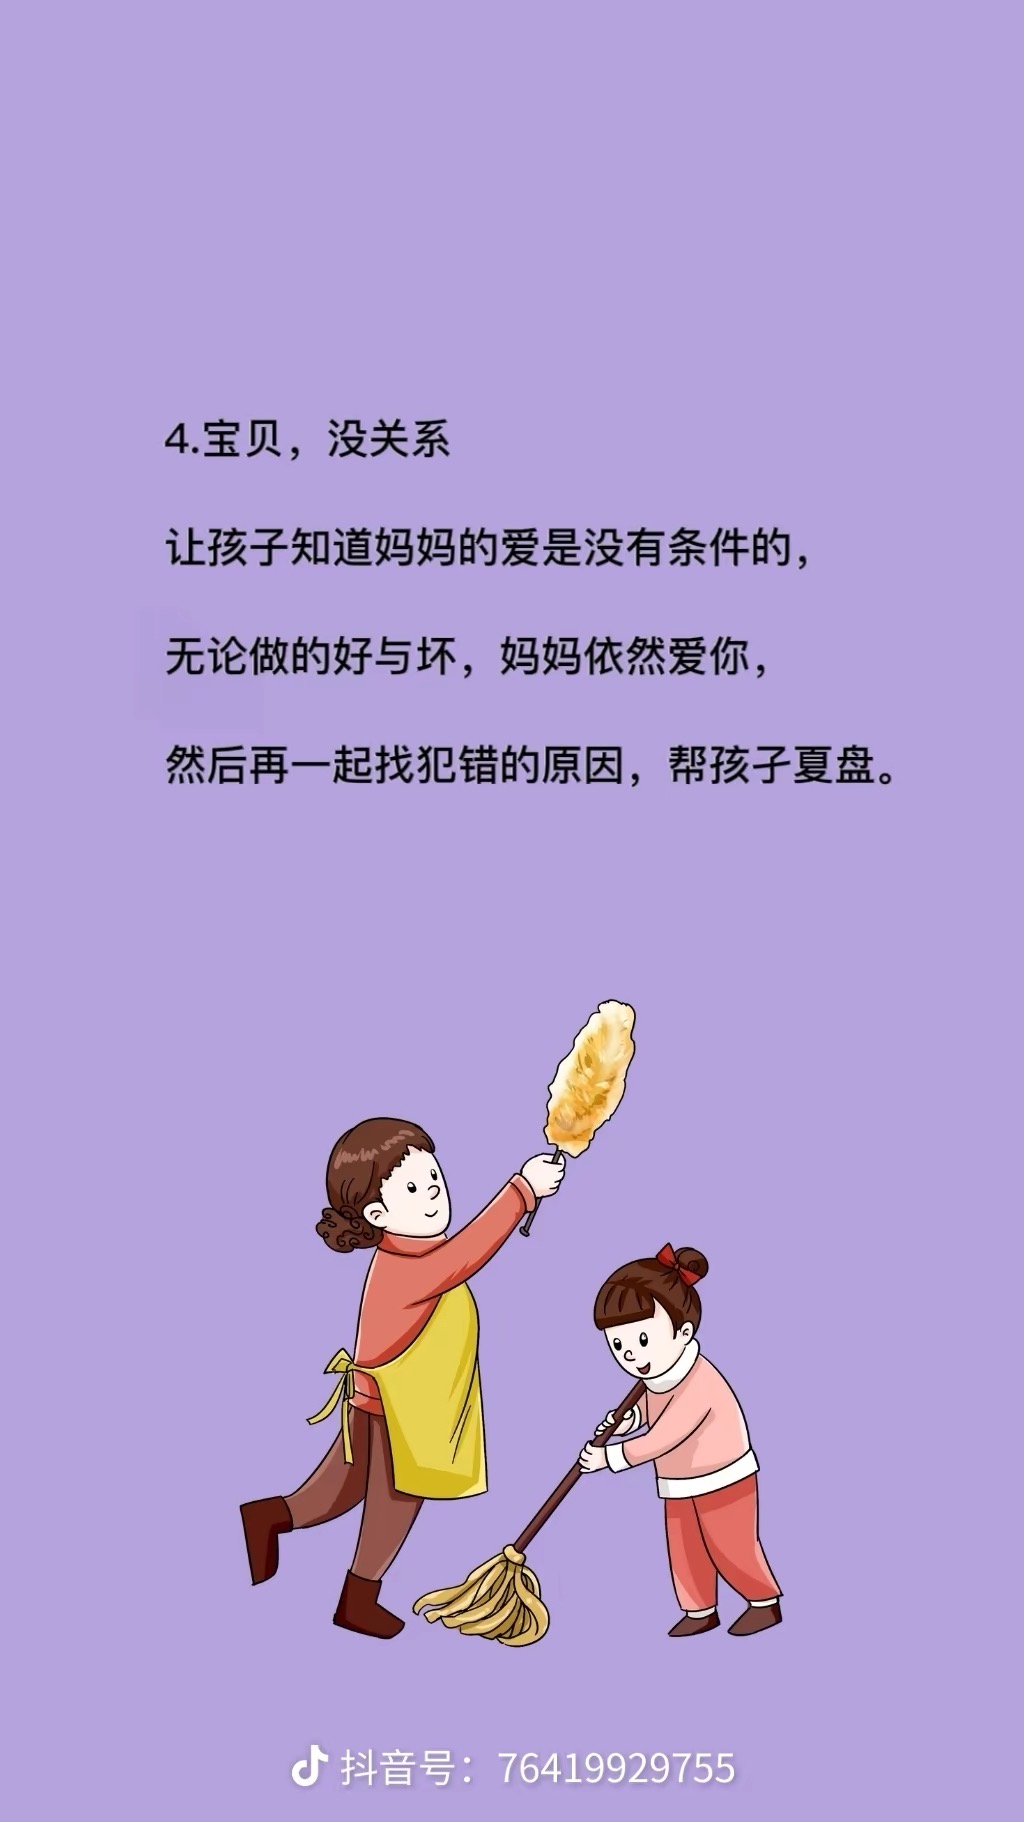 4.宝贝，没关系
让孩子知道妈妈的爱是没有条件的，
无论做的好与坏，妈妈依然爱你，
然后再一起找犯错的原因，帮孩孑夏盘。
抖音号：76419929755